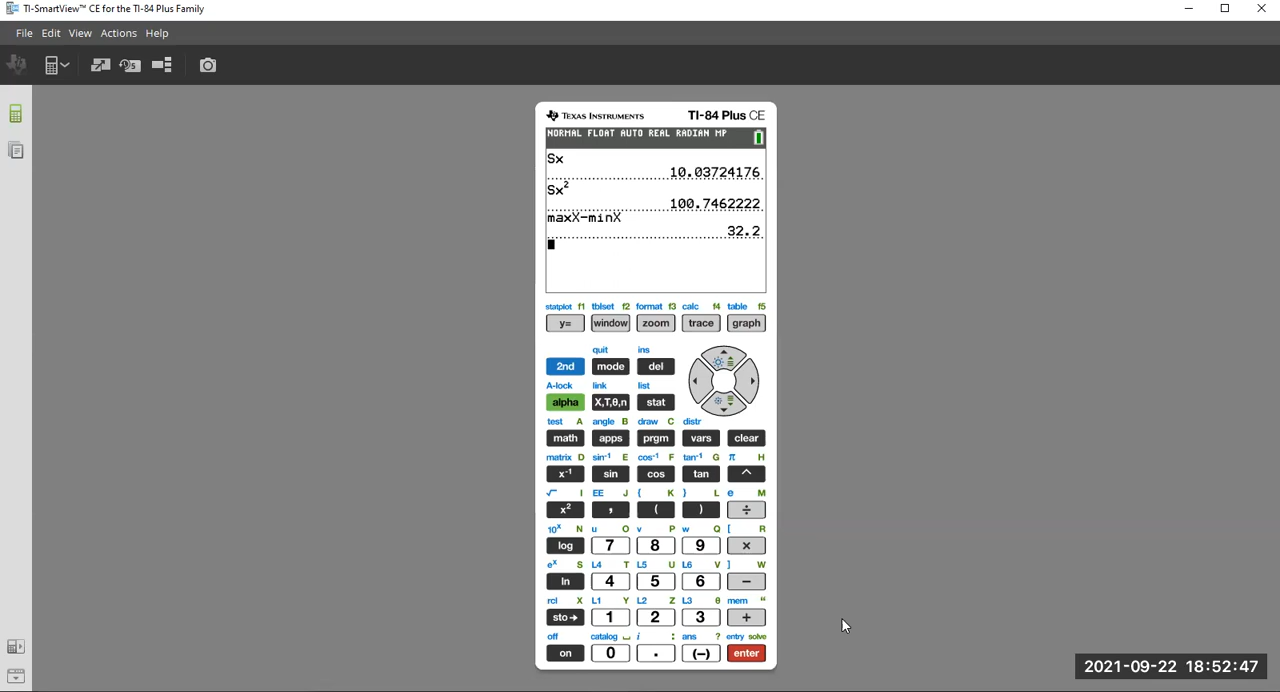 TI-SmartView™ CE for the TI-84 Plus Family
File Edit View Actions Help
TEXAS INSTRUMENTS TI-84 Plus CE
NORMAL FLOAT AUTO REAL RADIAN MP
Sx
10.03724176
Sx²
100.7462222
maxX-minX
32.2
statplot f1 tblset f2 format f3 calc f4 table f5
y= window zoom trace graph
quit ins
2nd mode del
A-lock link list
alpha X,T,θ,n stat
test A angle B draw C distr
math apps prgm vars clear
matrix D sin⁻¹ E cos⁻¹ F tan⁻¹ G π H
x⁻¹ sin cos tan ^
√ I EE J { K } L e M
x² , ( ) ÷
10ˣ N u O v P w Q [ R
log 7 8 9 ×
eˣ S L4 T L5 U L6 V ] W
ln 4 5 6 −
rcl X L1 Y L2 Z L3 θ mem “
sto→ 1 2 3 +
off catalog ⎵ i : ans ? entry solve
on 0 . (−) enter
2021-09-22 18:52:47